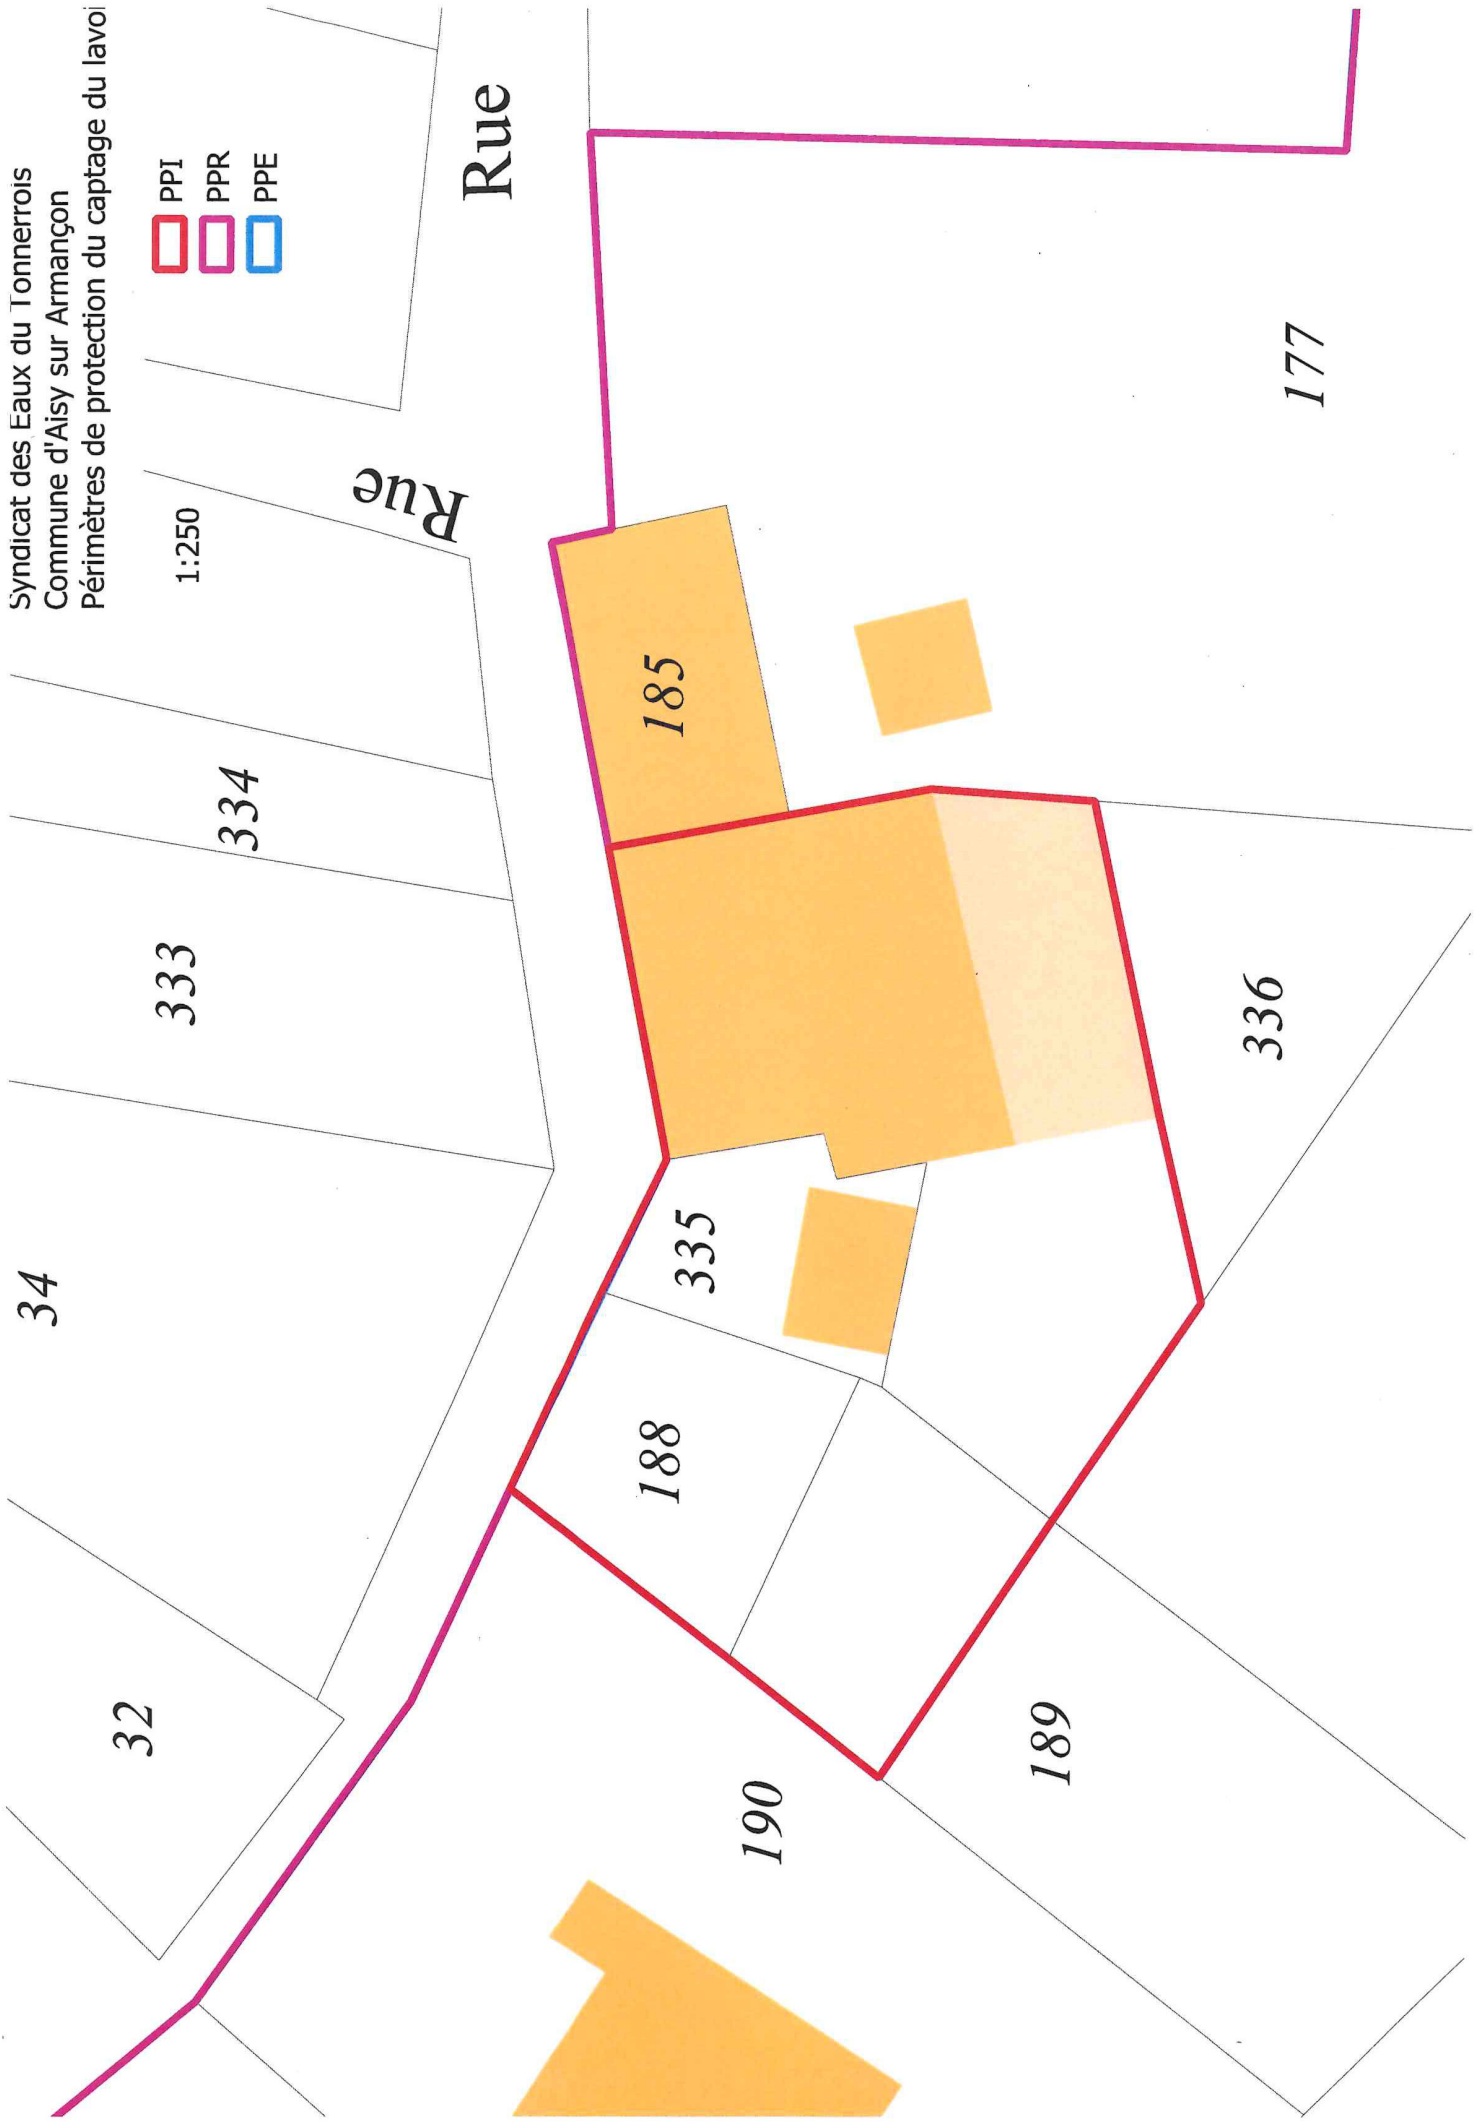 Syndicat des Eaux du Tonnerrois
Commune d'Aisy sur Armançon
Périmètres de protection du captage du lavoi
PPI
PPR
PPE
1:250
Rue
Rue
34
32
333
334
185
177
335
188
336
190
189